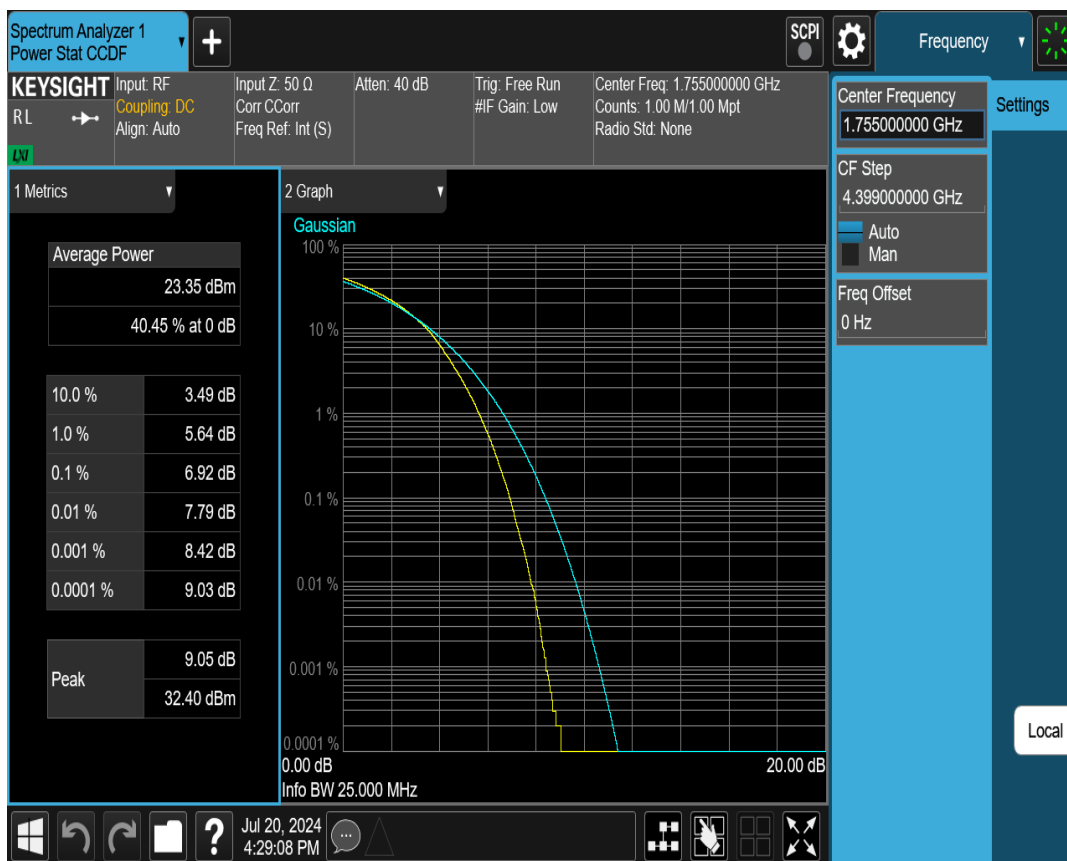 Spectrum Analyzer 1
Power Stat CCDF
SCPI
Frequency
KEYSIGHT
RL
LXI
Input: RF
Coupling: DC
Align: Auto
Input Z: 50 Ω
Corr CCorr
Freq Ref: Int (S)
Atten: 40 dB
Trig: Free Run
#IF Gain: Low
Center Freq: 1.755000000 GHz
Counts: 1.00 M/1.00 Mpt
Radio Std: None
Center Frequency
1.755000000 GHz
Settings
CF Step
4.399000000 GHz
Auto
Man
Freq Offset
0 Hz
Local
1 Metrics
Average Power
23.35 dBm
40.45 % at 0 dB
10.0 % 3.49 dB
1.0 % 5.64 dB
0.1 % 6.92 dB
0.01 % 7.79 dB
0.001 % 8.42 dB
0.0001 % 9.03 dB
Peak
9.05 dB
32.40 dBm
2 Graph
Gaussian
100 %
10 %
1 %
0.1 %
0.01 %
0.001 %
0.0001 %
0.00 dB 20.00 dB
Info BW 25.000 MHz
?
Jul 20, 2024
4:29:08 PM